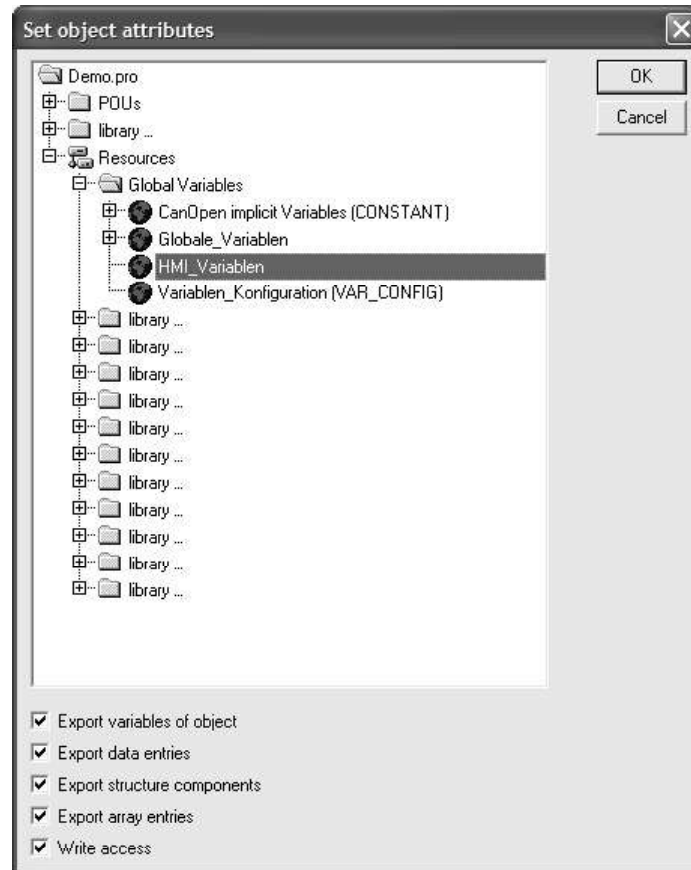 Set object attributes
Demo.pro
POUs
library ...
Resources
Global Variables
CanOpen implicit Variables (CONSTANT)
Globale_Variablen
HMI_Variablen
Variablen_Konfiguration (VAR_CONFIG)
library ...
library ...
library ...
library ...
library ...
library ...
library ...
library ...
library ...
library ...
library ...
OK
Cancel
Export variables of object
Export data entries
Export structure components
Export array entries
Write access